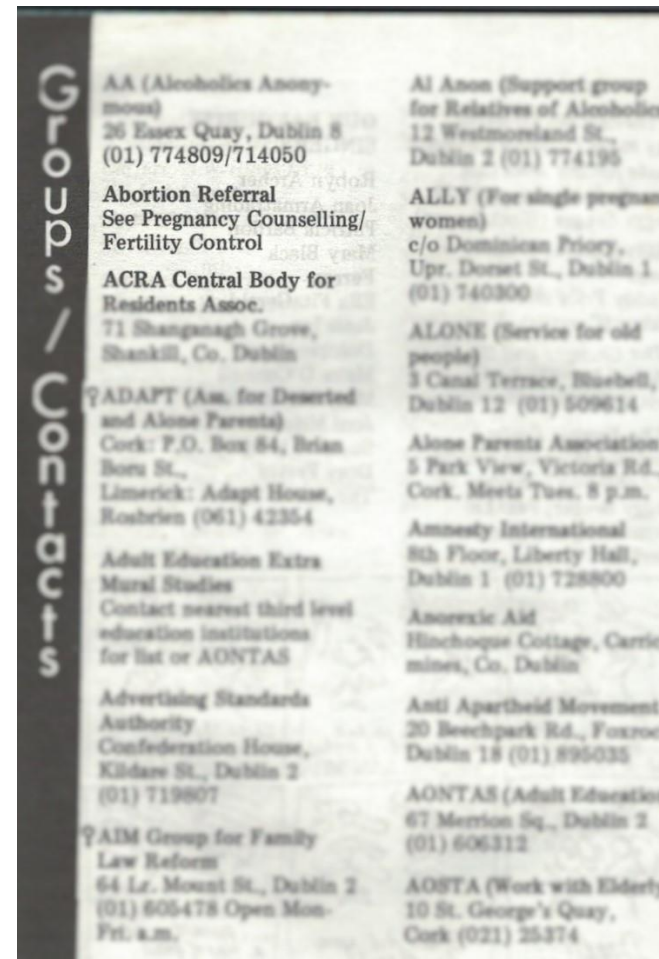 Groups / Contacts
AA (Alcoholics Anony-
mous)
26 Essex Quay, Dublin 8
(01) 774809/714050
Abortion Referral
See Pregnancy Counselling/
Fertility Control
ACRA Central Body for
Residents Assoc.
71 Shanganagh Grove,
Shankill, Co. Dublin
ADAPT (Ass. for Deserted
and Alone Parents)
Cork: P.O. Box 84, Brian
Boru St.,
Limerick: Adapt House,
Rosbrien (061) 42354
Adult Education Extra
Mural Studies
Contact nearest third level
education institutions
for list or AONTAS
Advertising Standards
Authority
Confederation House,
Kildare St., Dublin 2
(01) 719807
AIM Group for Family
Law Reform
64 Lr. Mount St., Dublin 2
(01) 605478 Open Mon-
Fri. a.m.
Al Anon (Support group
for Relatives of Alcoholic
12 Westmoreland St.,
Dublin 2 (01) 774195
ALLY (For single pregnan
women)
c/o Dominican Priory,
Upr. Dorset St., Dublin 1
(01) 740300
ALONE (Service for old
people)
3 Canal Terrace, Bluebell,
Dublin 12 (01) 509614
Alone Parents Association
5 Park View, Victoria Rd.,
Cork. Meets Tues. 8 p.m.
Amnesty International
8th Floor, Liberty Hall,
Dublin 1 (01) 728800
Anorexic Aid
Hinchoque Cottage, Carric
mines, Co. Dublin
Anti Apartheid Movement
20 Beechpark Rd., Foxroc
Dublin 18 (01) 895035
AONTAS (Adult Education
67 Merrion Sq., Dublin 2
(01) 606312
AOSTA (Work with Elderly
10 St. George's Quay,
Cork (021) 25374